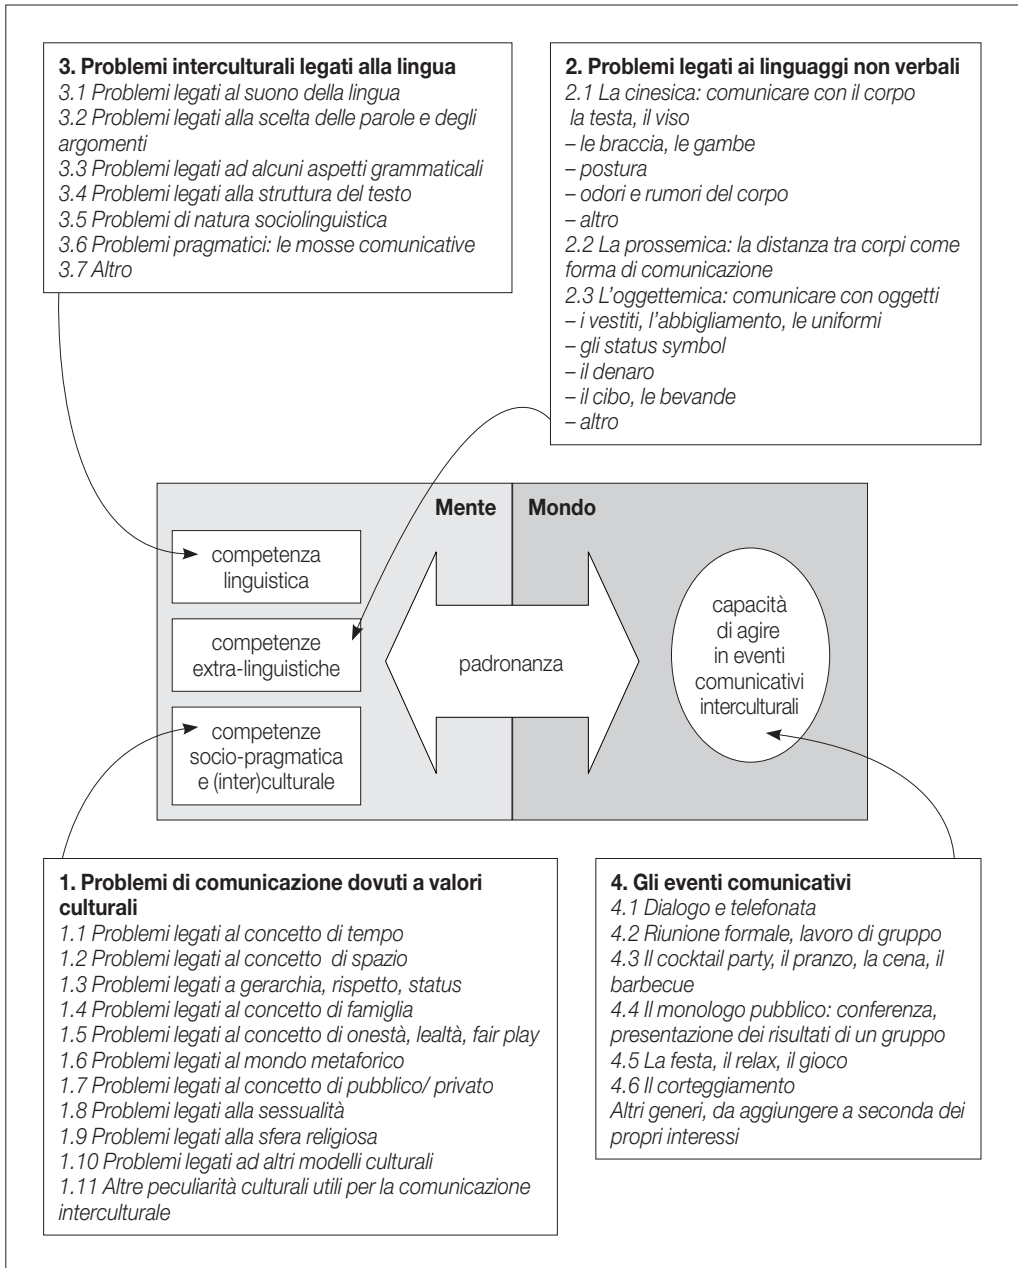 3. Problemi interculturali legati alla lingua
3.1 Problemi legati al suono della lingua
3.2 Problemi legati alla scelta delle parole e degli
argomenti
3.3 Problemi legati ad alcuni aspetti grammaticali
3.4 Problemi legati alla struttura del testo
3.5 Problemi di natura sociolinguistica
3.6 Problemi pragmatici: le mosse comunicative
3.7 Altro
2. Problemi legati ai linguaggi non verbali
2.1 La cinesica: comunicare con il corpo
la testa, il viso
– le braccia, le gambe
– postura
– odori e rumori del corpo
– altro
2.2 La prossemica: la distanza tra corpi come
forma di comunicazione
2.3 L'oggettemica: comunicare con oggetti
– i vestiti, l'abbigliamento, le uniformi
– gli status symbol
– il denaro
– il cibo, le bevande
– altro
Mente
Mondo
competenza
linguistica
competenze
extra-linguistiche
competenze
socio-pragmatica
e (inter)culturale
padronanza
capacità
di agire
in eventi
comunicativi
interculturali
1. Problemi di comunicazione dovuti a valori
culturali
1.1 Problemi legati al concetto di tempo
1.2 Problemi legati al concetto di spazio
1.3 Problemi legati a gerarchia, rispetto, status
1.4 Problemi legati al concetto di famiglia
1.5 Problemi legati al concetto di onestà, lealtà, fair play
1.6 Problemi legati al mondo metaforico
1.7 Problemi legati al concetto di pubblico/ privato
1.8 Problemi legati alla sessualità
1.9 Problemi legati alla sfera religiosa
1.10 Problemi legati ad altri modelli culturali
1.11 Altre peculiarità culturali utili per la comunicazione
interculturale
4. Gli eventi comunicativi
4.1 Dialogo e telefonata
4.2 Riunione formale, lavoro di gruppo
4.3 Il cocktail party, il pranzo, la cena, il
barbecue
4.4 Il monologo pubblico: conferenza,
presentazione dei risultati di un gruppo
4.5 La festa, il relax, il gioco
4.6 Il corteggiamento
Altri generi, da aggiungere a seconda dei
propri interessi